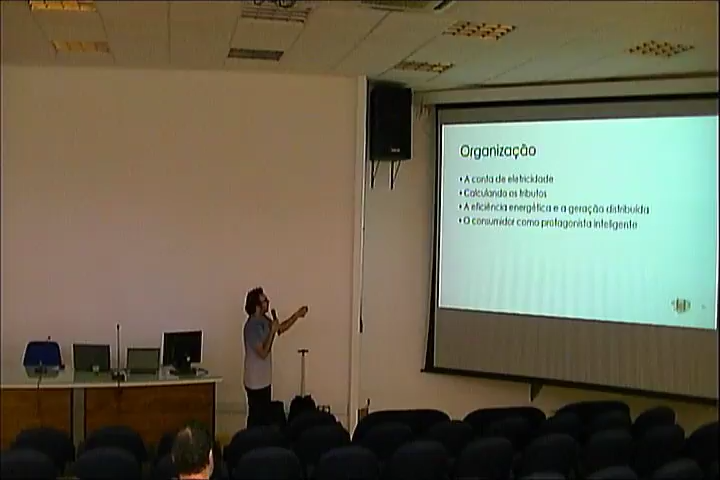 Organização
• A conta de eletricidade
• Calculando os tributos
• A eficiência energética e a geração distribuída
• O consumidor como protagonista inteligente